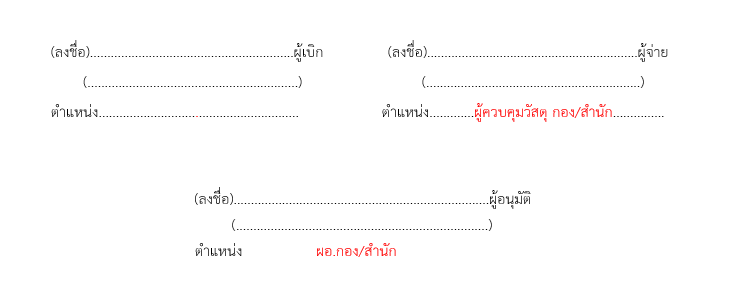 (ลงชื่อ)............................................................ผู้เบิก (ลงชื่อ)..............................................................ผู้จ่าย
(..............................................................) (...............................................................)
ตำแหน่ง........................................................... ตำแหน่ง.............ผู้ควบคุมวัสดุ กอง/สำนัก...............
(ลงชื่อ)...........................................................................ผู้อนุมัติ
(..........................................................................)
ตำแหน่ง ผอ.กอง/สำนัก